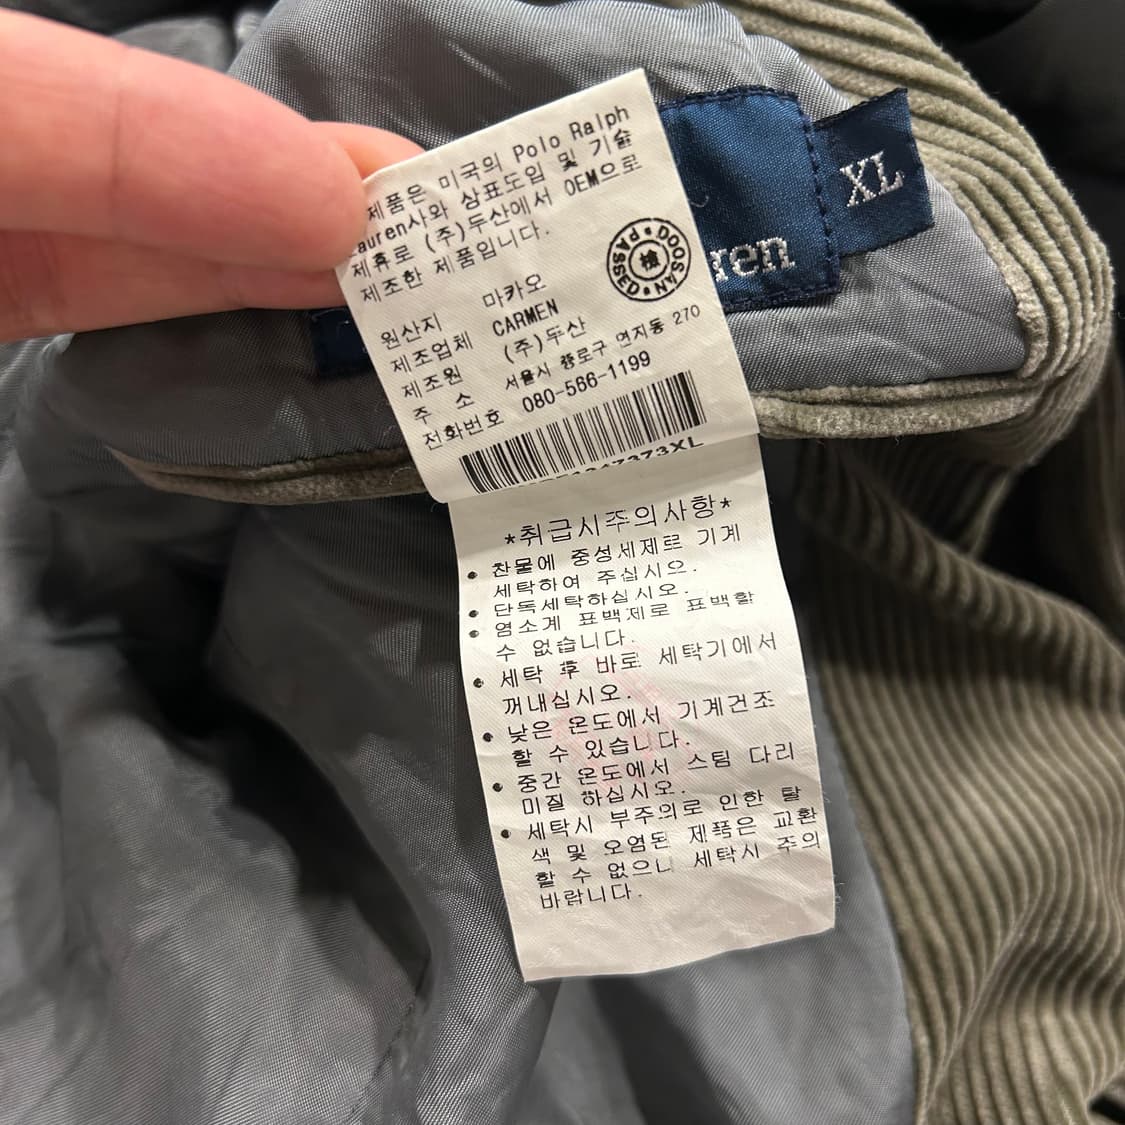 제품은 미국의 Polo Ralph
Lauren사와 상표도입 및 기술
제휴로 (주)두산에서 OEM으로
제조한 제품입니다.
PASSED • DOOSAN •
檢
원산지 마카오
제조업체 CARMEN
제조원 (주)두산
주 소 서울시 종로구 연지동 270
전화번호 080-566-1199
7373XL
*취급시주의사항*
• 찬물에 중성세제로 기계
세탁하여 주십시오.
• 단독세탁하십시오.
• 염소계 표백제로 표백할
수 없습니다.
• 세탁 후 바로 세탁기에서
꺼내십시오.
• 낮은 온도에서 기계건조
할 수 있습니다.
• 중간 온도에서 스팀 다리
미질 하십시오.
• 세탁시 부주의로 인한 탈
색 및 오염된 제품은 교환
할 수 없으니 세탁시 주의
바랍니다.
ren
XL